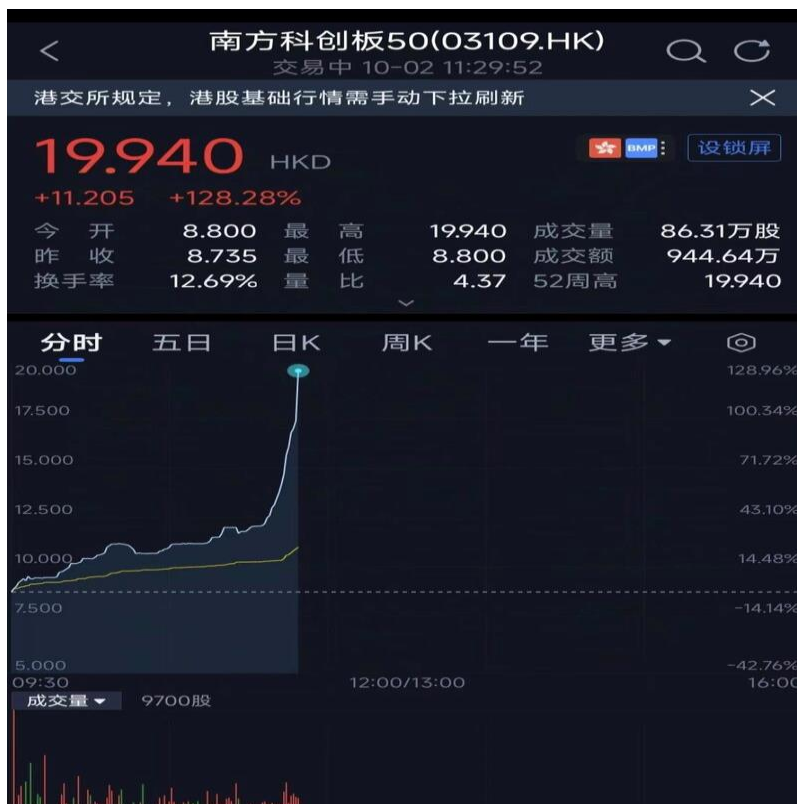 南方科创板50(03109.HK)
交易中 10-02 11:29:52
港交所规定，港股基础行情需手动下拉刷新
19.940 HKD BMP 设锁屏
+11.205 +128.28%
今开 8.800 最高 19.940 成交量 86.31万股
昨收 8.735 最低 8.800 成交额 944.64万
换手率 12.69% 量比 4.37 52周高 19.940
分时 五日 日K 周K 一年 更多
20.000 128.96%
17.500 100.34%
15.000 71.72%
12.500 43.10%
10.000 14.48%
7.500 -14.14%
5.000 -42.76%
09:30 12:00/13:00 16:00
成交量 9700股